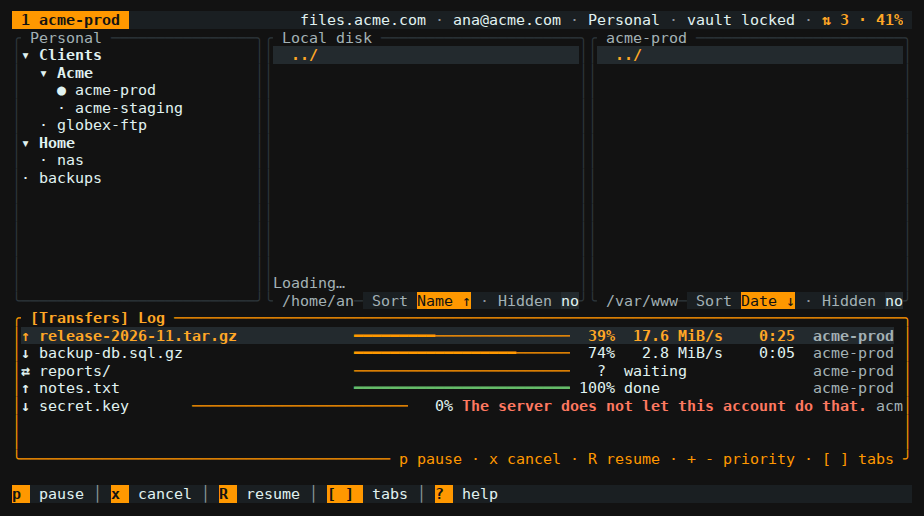 1 acme-prod files.acme.com · ana@acme.com · Personal · vault locked · ⇅ 3 · 41%
Personal
▾ Clients
▾ Acme
● acme-prod
· acme-staging
· globex-ftp
▾ Home
· nas
· backups
Local disk
../
Loading…
/home/an Sort Name ↑ · Hidden no
acme-prod
../
/var/www Sort Date ↓ · Hidden no
[Transfers] Log
↑ release-2026-11.tar.gz 39% 17.6 MiB/s 0:25 acme-prod
↓ backup-db.sql.gz 74% 2.8 MiB/s 0:05 acme-prod
⇄ reports/ ? waiting acme-prod
↑ notes.txt 100% done acme-prod
↓ secret.key 0% The server does not let this account do that. acm
p pause · x cancel · R resume · + - priority · [ ] tabs
p pause │ x cancel │ R resume │ [ ] tabs │ ? help